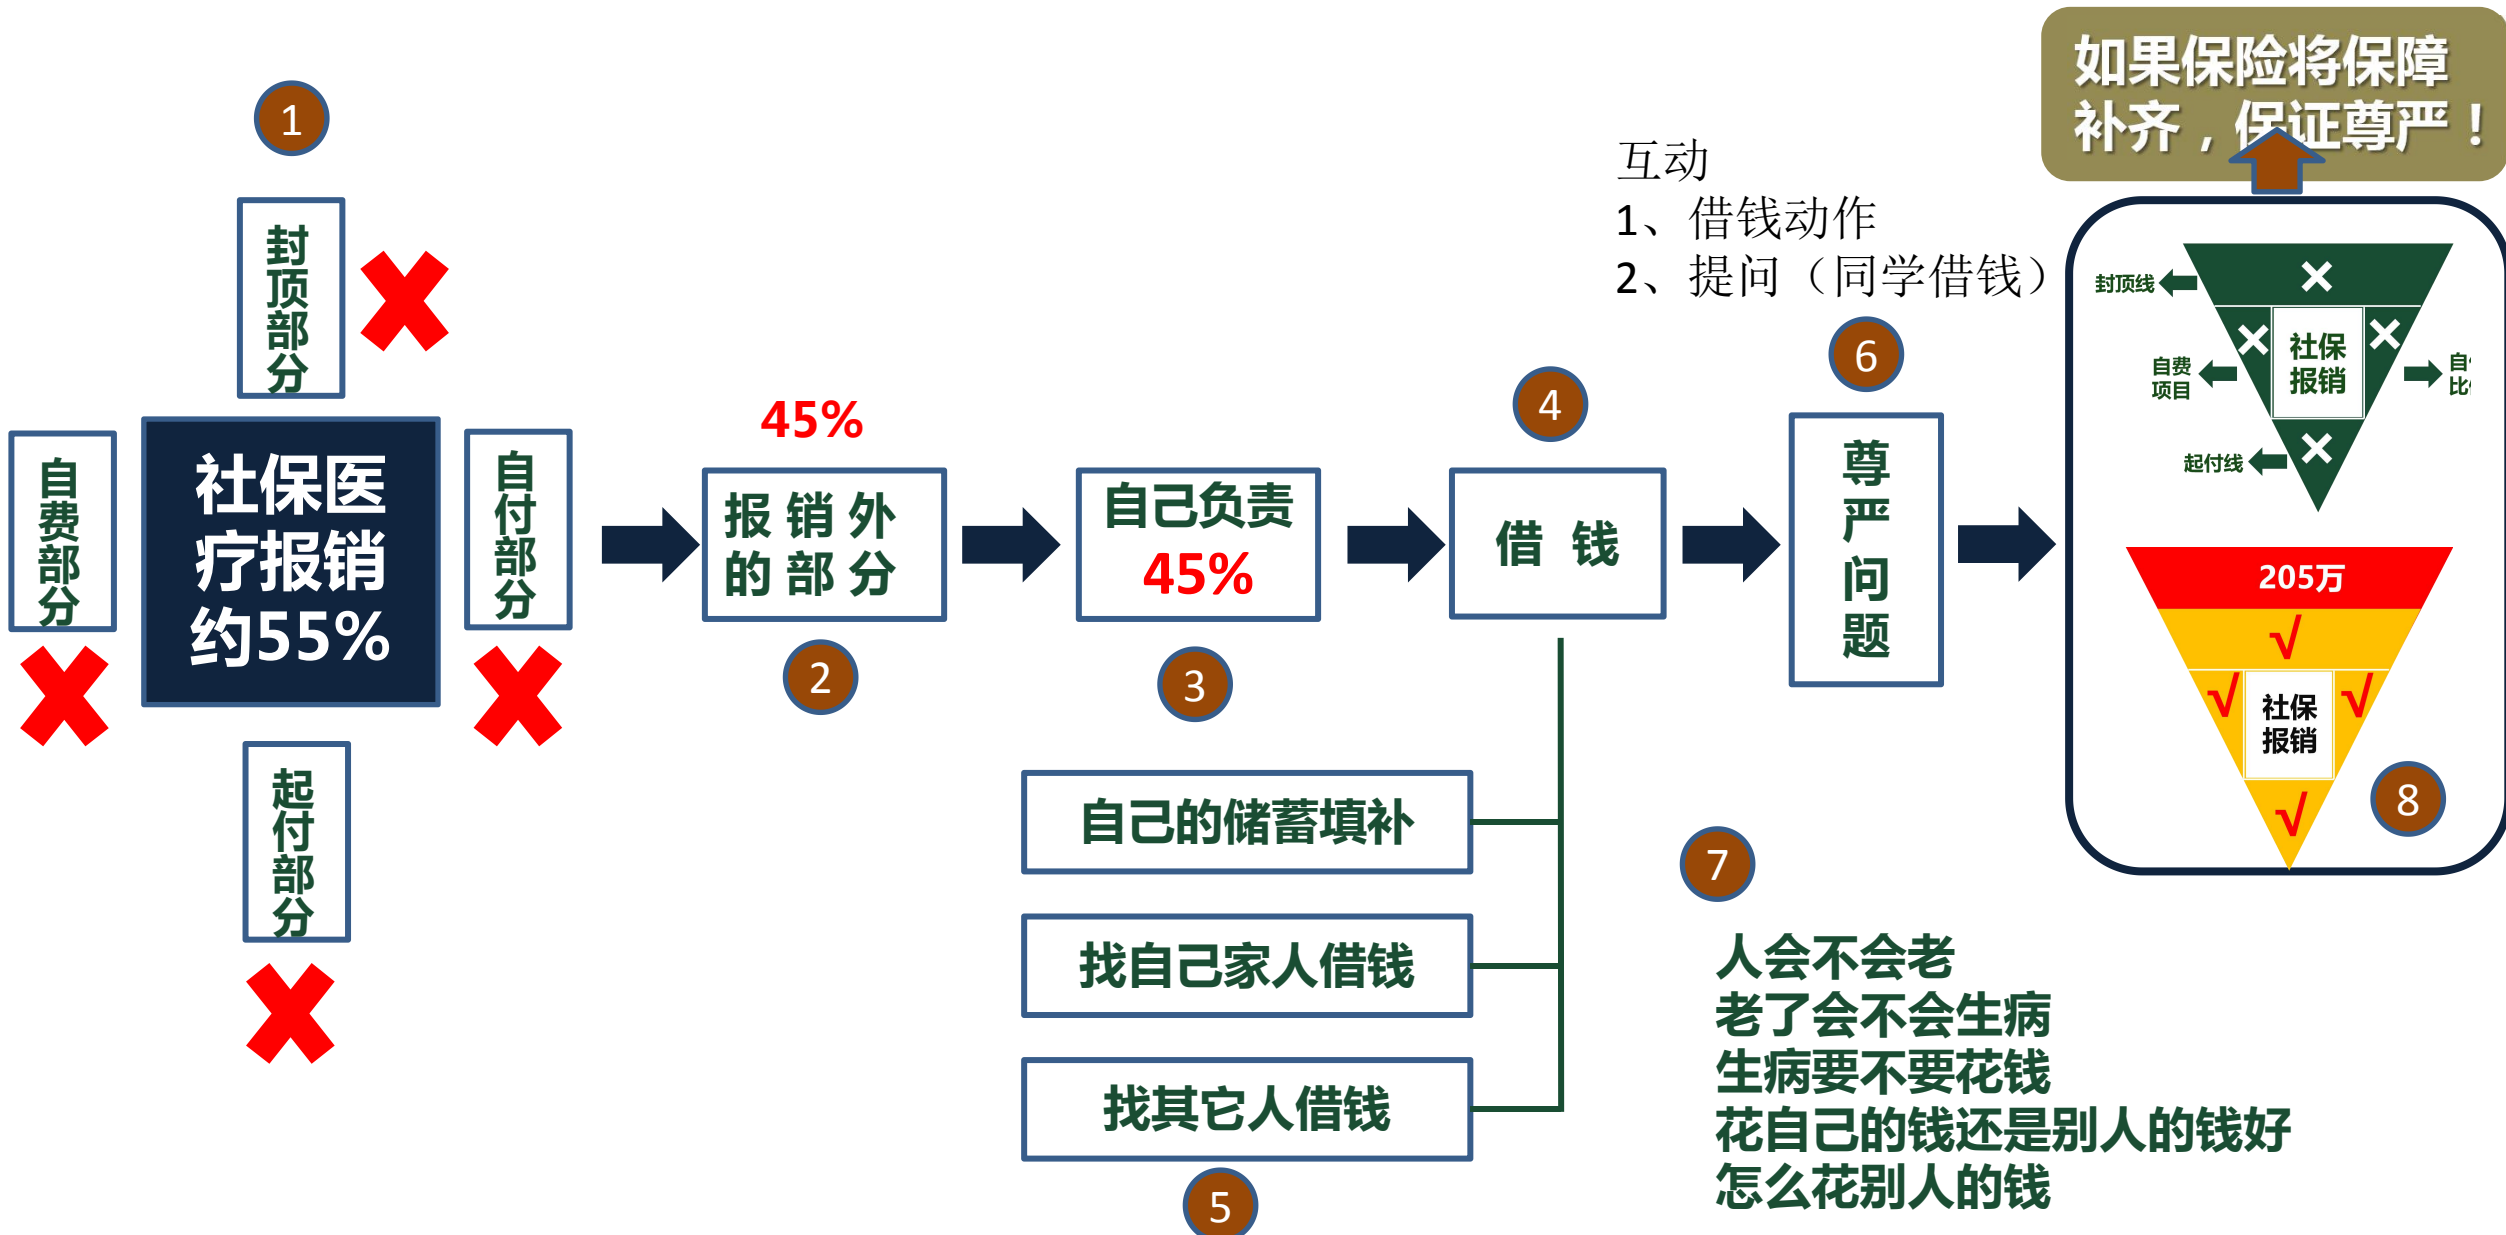 1
封顶部分
自费部分
社保医
疗报销
约55%
自付部分
起付部分
45%
报销外
的部分
2
自己负责
45%
3
4
借 钱
自己的储蓄填补
找自己家人借钱
找其它人借钱
5
互动
1、借钱动作
2、提问（同学借钱）
6
尊严问题
7
人会不会老
老了会不会生病
生病要不要花钱
花自己的钱还是别人的钱好
怎么花别人的钱
如果保险将保障
补齐，保证尊严！
封顶线
自费
项目
社保
报销
自
比
起付线
205万
社保
报销
8